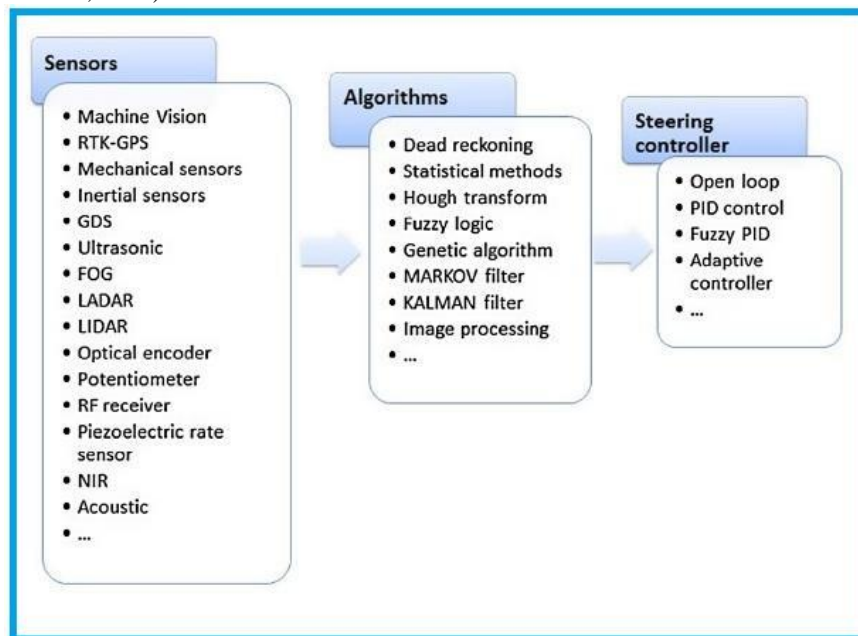 Sensors
• Machine Vision
• RTK-GPS
• Mechanical sensors
• Inertial sensors
• GDS
• Ultrasonic
• FOG
• LADAR
• LIDAR
• Optical encoder
• Potentiometer
• RF receiver
• Piezoelectric rate
sensor
• NIR
• Acoustic
• ...
Algorithms
• Dead reckoning
• Statistical methods
• Hough transform
• Fuzzy logic
• Genetic algorithm
• MARKOV filter
• KALMAN filter
• Image processing
• ...
Steering
controller
• Open loop
• PID control
• Fuzzy PID
• Adaptive
controller
• ...